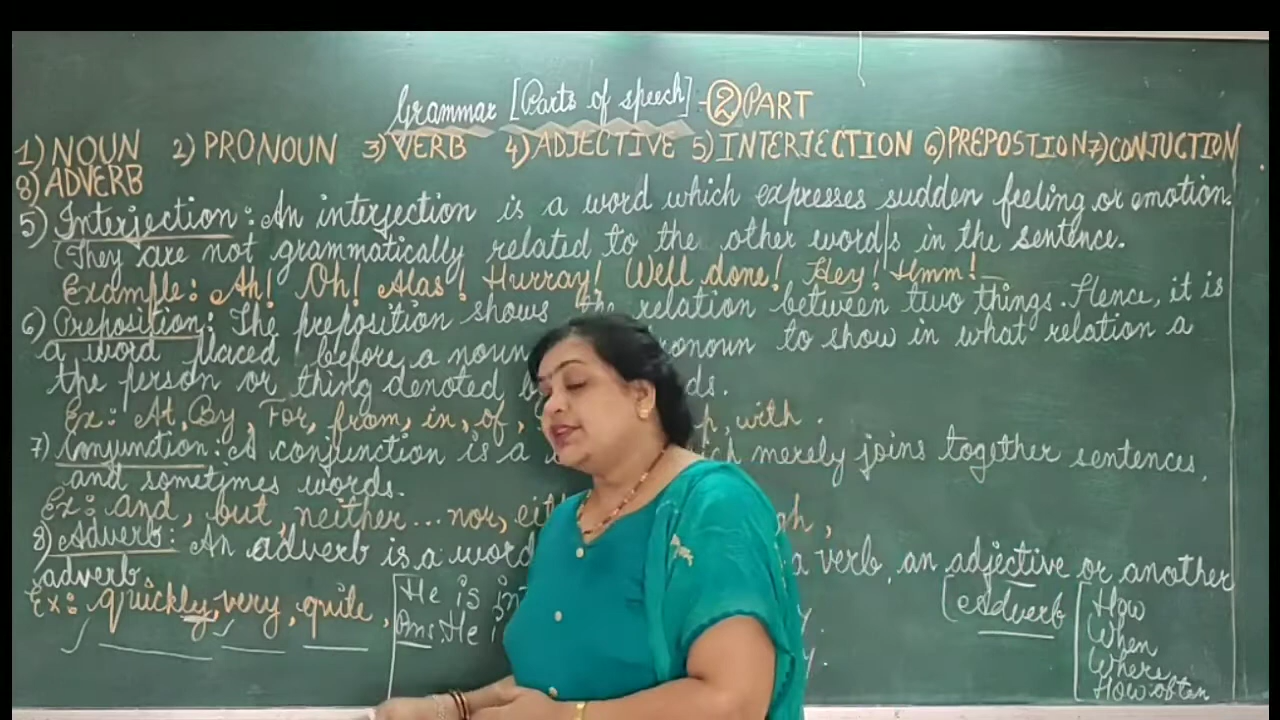 Grammar [Parts of speech] - ② PART
1) NOUN 2) PRONOUN 3) VERB 4) ADJECTIVE 5) INTERJECTION 6) PREPOSTION 7) CONJUCTION
8) ADVERB
5) Interjection : An interjection is a word which expresses sudden feeling or emotion.
(They are not grammatically related to the other words in the sentence.
Example : Ah! Oh! Alas! Hurray! Well done! Hey! Hmm!
6) Preposition : The preposition shows the relation between two things. Hence, it is
a word placed before a noun pronoun to show in what relation a
the person or thing denoted
Ex : At, By, For, from, in, of, with.
7) Conjunction : A conjunction is a which merely joins together sentences,
and sometimes words.
Ex : and, but, neither... nor,
8) Adverb : An adverb is a word a verb, an adjective or another
adverb.
Ex : quickly, very, quite,
He is
Ans : He
(Adverb
How
When
Where
How often